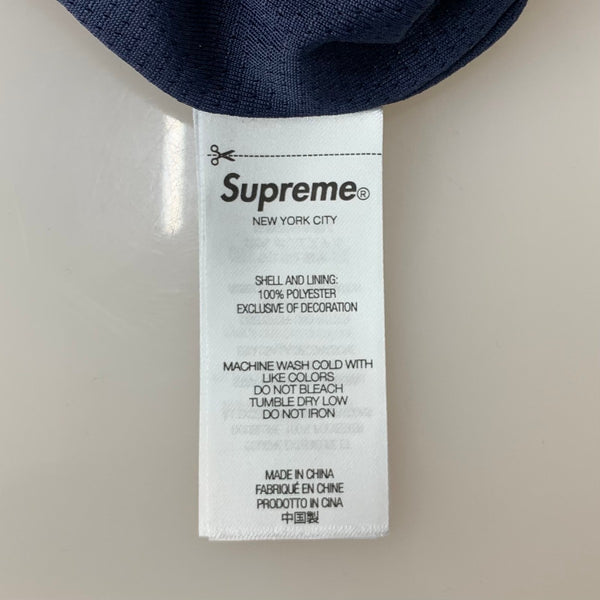 Supreme®
NEW YORK CITY
SHELL AND LINING:
100% POLYESTER
EXCLUSIVE OF DECORATION
MACHINE WASH COLD WITH
LIKE COLORS
DO NOT BLEACH
TUMBLE DRY LOW
DO NOT IRON
MADE IN CHINA
FABRIQUÉ EN CHINE
PRODOTTO IN CINA
中国製